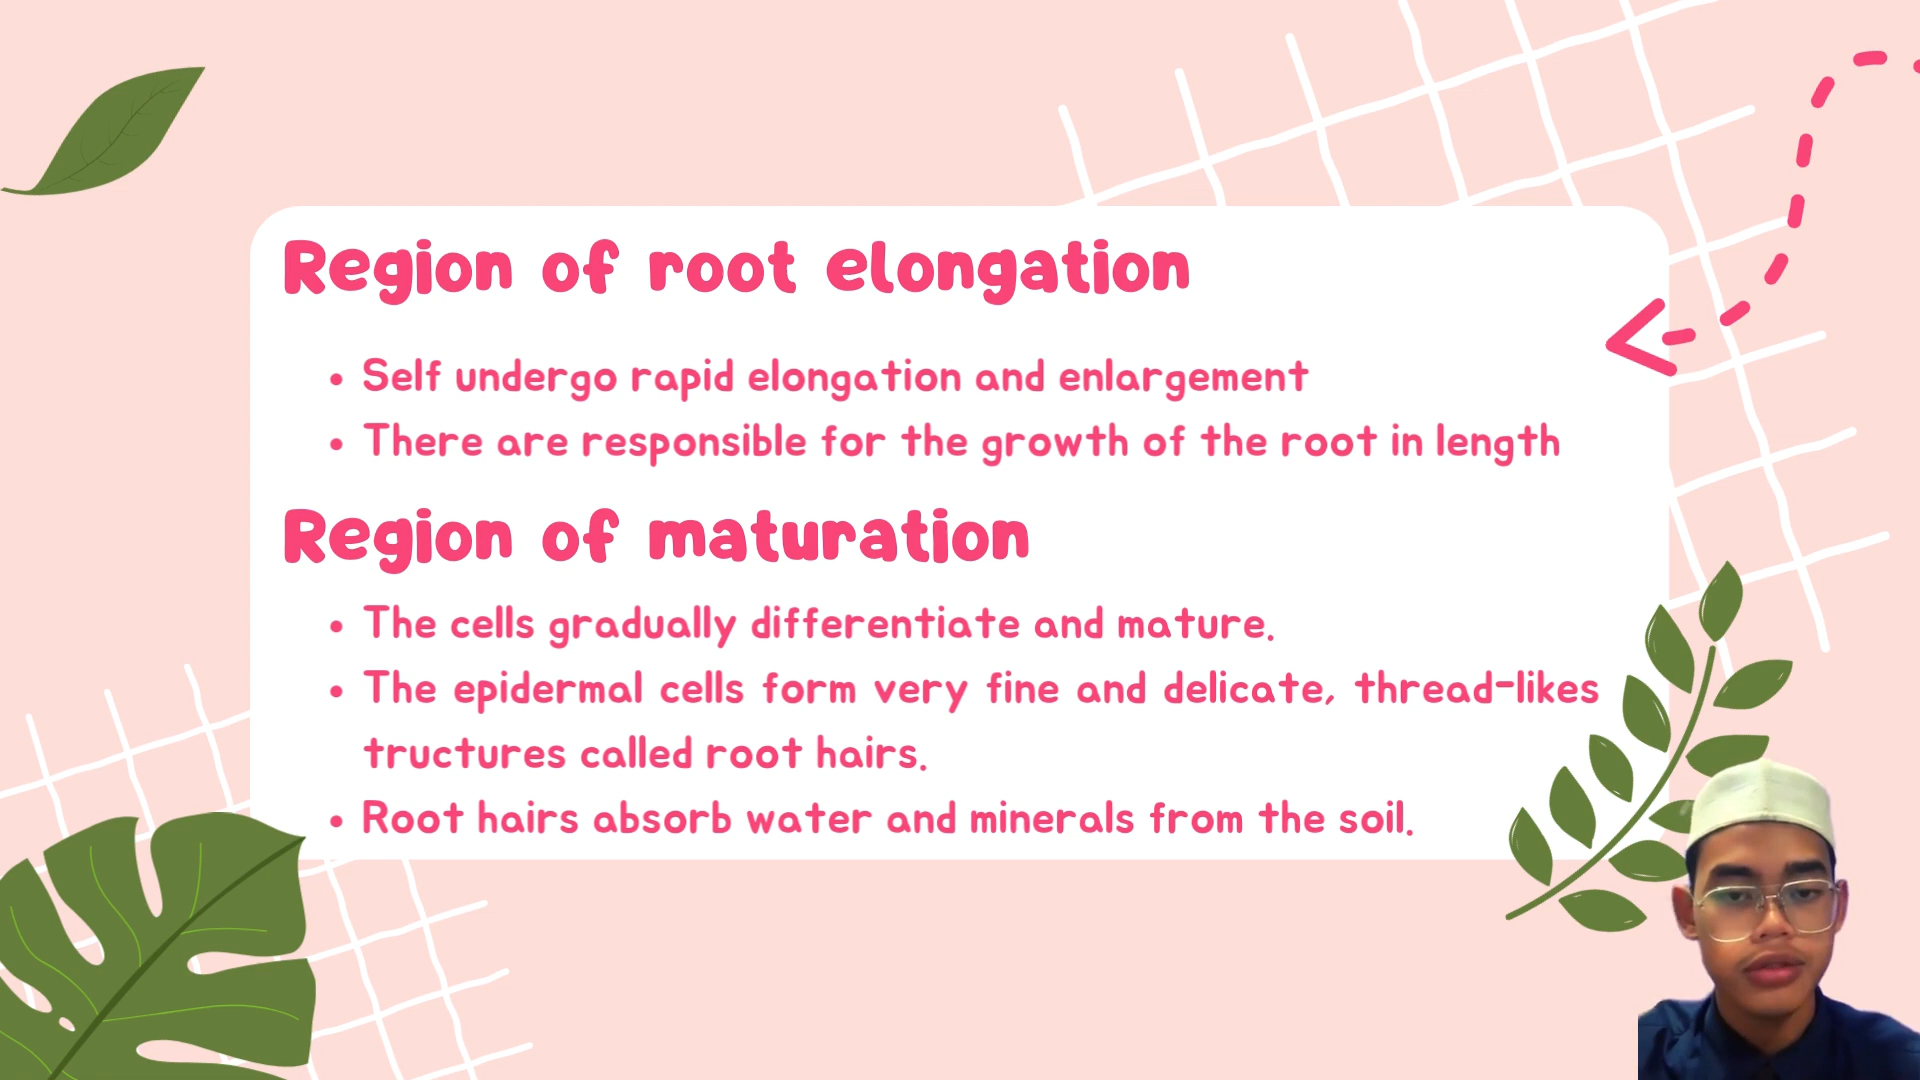 Region of root elongation
• Self undergo rapid elongation and enlargement
• There are responsible for the growth of the root in length
Region of maturation
• The cells gradually differentiate and mature.
• The epidermal cells form very fine and delicate, thread-likes
tructures called root hairs.
• Root hairs absorb water and minerals from the soil.